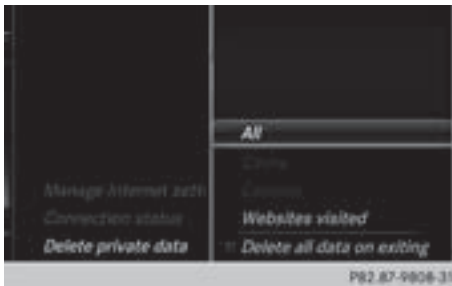 All
Cache
Cookies
Manage Internet sett
Connection status
Websites visited
Delete private data
Delete all data on exiting
P82.87-9808-31